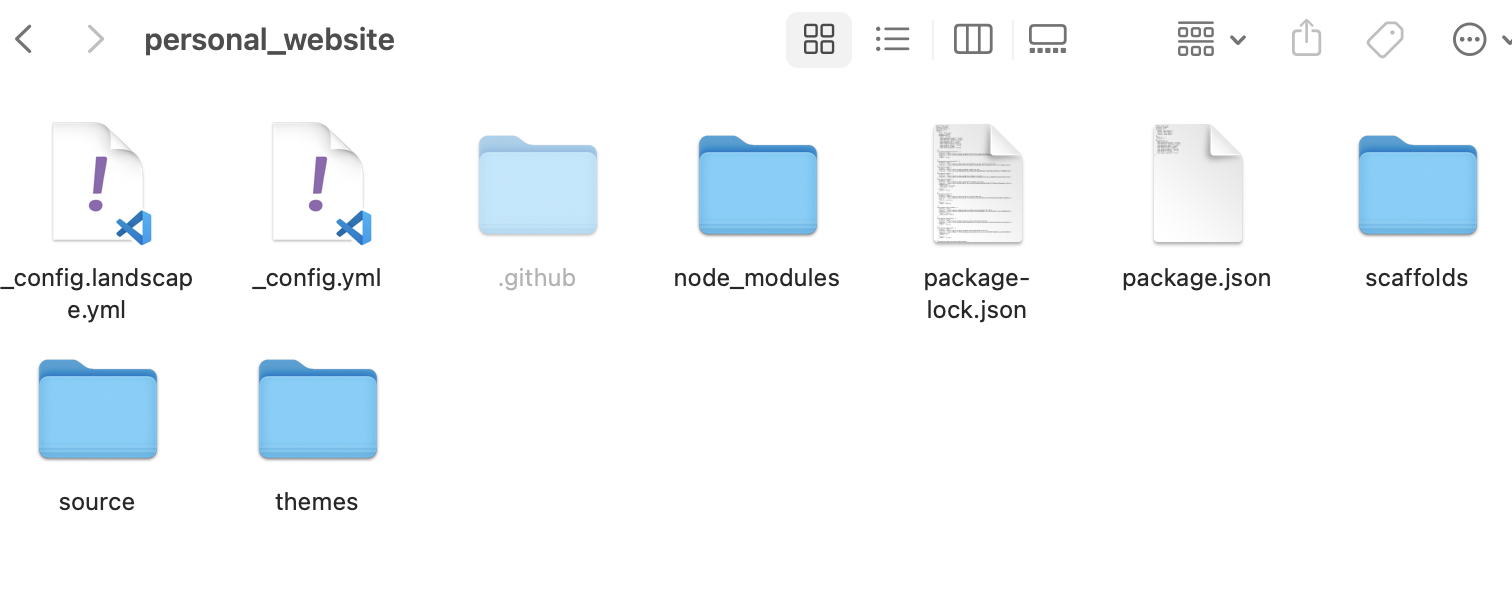 personal_website
_config.landscap
e.yml
_config.yml
.github
node_modules
package-
lock.json
package.json
scaffolds
source
themes